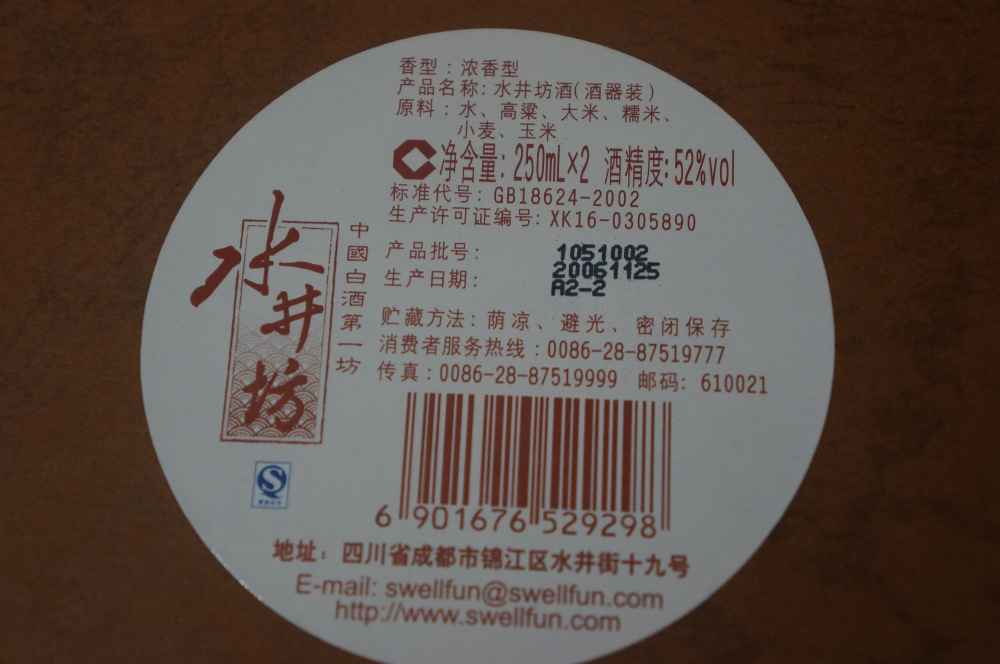 香型：浓香型
产品名称：水井坊酒(酒器装)
原料：水、高粱、大米、糯米、
小麦、玉米
净含量：250mL×2 酒精度：52%vol
标准代号：GB18624-2002
生产许可证编号：XK16-0305890
产品批号：1051002
生产日期：20061125
A2-2
贮藏方法：荫凉、避光、密闭保存
消费者服务热线：0086-28-87519777
传真：0086-28-87519999 邮码：610021
水井坊
中國白酒第一坊
6 901676 529298
地址：四川省成都市锦江区水井街十九号
E-mail: swellfun@swellfun.com
http://www.swellfun.com